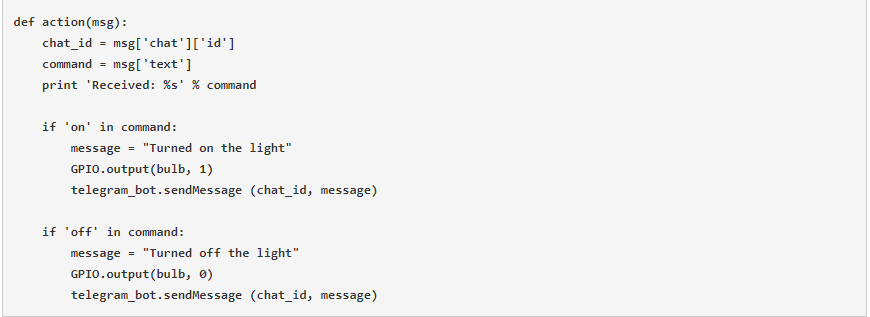 def action(msg):
    chat_id = msg['chat']['id']
    command = msg['text']
    print 'Received: %s' % command

    if 'on' in command:
        message = "Turned on the light"
        GPIO.output(bulb, 1)
        telegram_bot.sendMessage (chat_id, message)

    if 'off' in command:
        message = "Turned off the light"
        GPIO.output(bulb, 0)
        telegram_bot.sendMessage (chat_id, message)